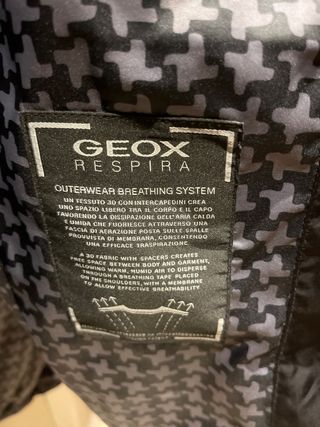 GEOX
RESPIRA
OUTERWEAR BREATHING SYSTEM
UN TESSUTO 3D CON INTERCAPEDINI CREA
UNO SPAZIO LIBERO TRA IL CORPO E IL CAPO
FAVORENDO LA DISSIPAZIONE DELL'ARIA CALDA
E UMIDA CHE FUORIESCE ATTRAVERSO UNA
FASCIA DI AERAZIONE POSTA SULLE SPALLE
PROVVISTA DI MEMBRANA, CONSENTENDO
UNA EFFICACE TRASPIRAZIONE
A 3D FABRIC WITH SPACERS CREATES
FREE SPACE BETWEEN BODY AND GARMENT,
ALLOWING WARM, HUMID AIR TO DISPERSE
THROUGH A BREATHING TAPE PLACED
ON THE SHOULDERS, WITH A MEMBRANE
TO ALLOW EFFECTIVE BREATHABILITY